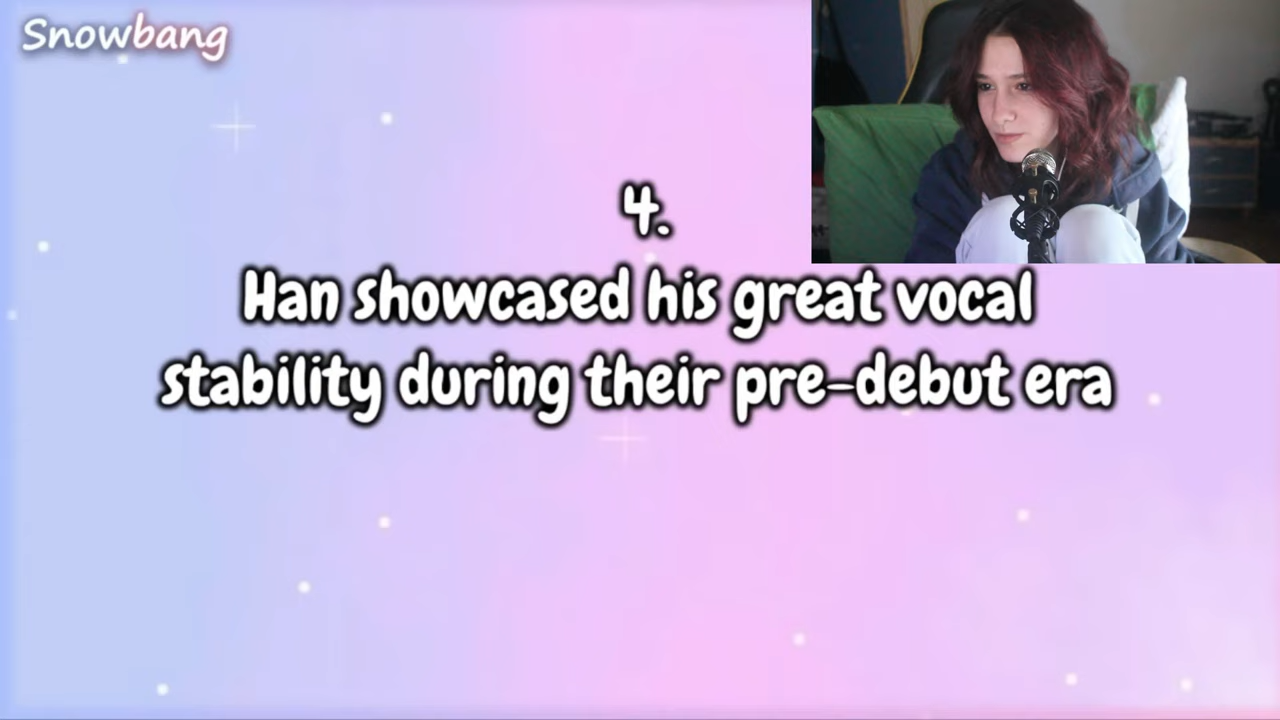 Snowbang
4.
Han showcased his great vocal
stability during their pre-debut era